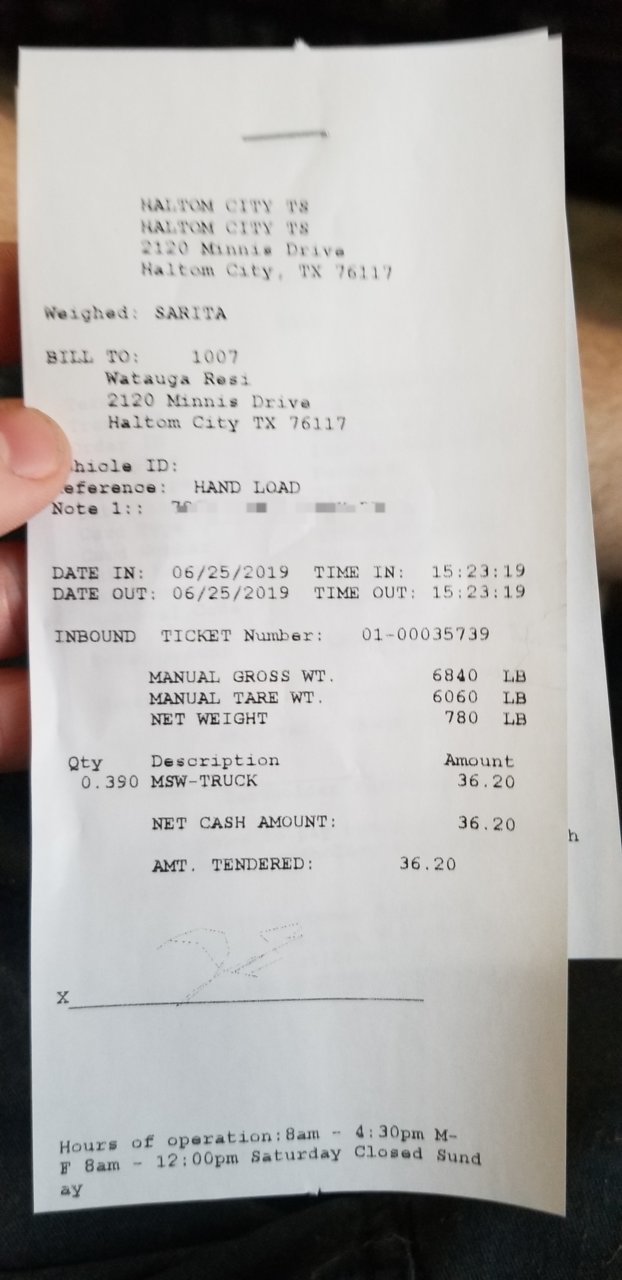 HALTOM CITY TS
HALTOM CITY TS
2120 Minnis Drive
Haltom City, TX 76117
Weighed: SARITA
BILL TO: 1007
Watauga Resi
2120 Minnis Drive
Haltom City TX 76117
hicle ID:
eference: HAND LOAD
Note 1::
DATE IN: 06/25/2019 TIME IN: 15:23:19
DATE OUT: 06/25/2019 TIME OUT: 15:23:19
INBOUND TICKET Number: 01-00035739
MANUAL GROSS WT. 6840 LB
MANUAL TARE WT. 6060 LB
NET WEIGHT 780 LB
Qty Description Amount
0.390 MSW-TRUCK 36.20
NET CASH AMOUNT: 36.20
h
AMT. TENDERED: 36.20
X
Hours of operation:8am - 4:30pm M-
F 8am - 12:00pm Saturday Closed Sund
ay